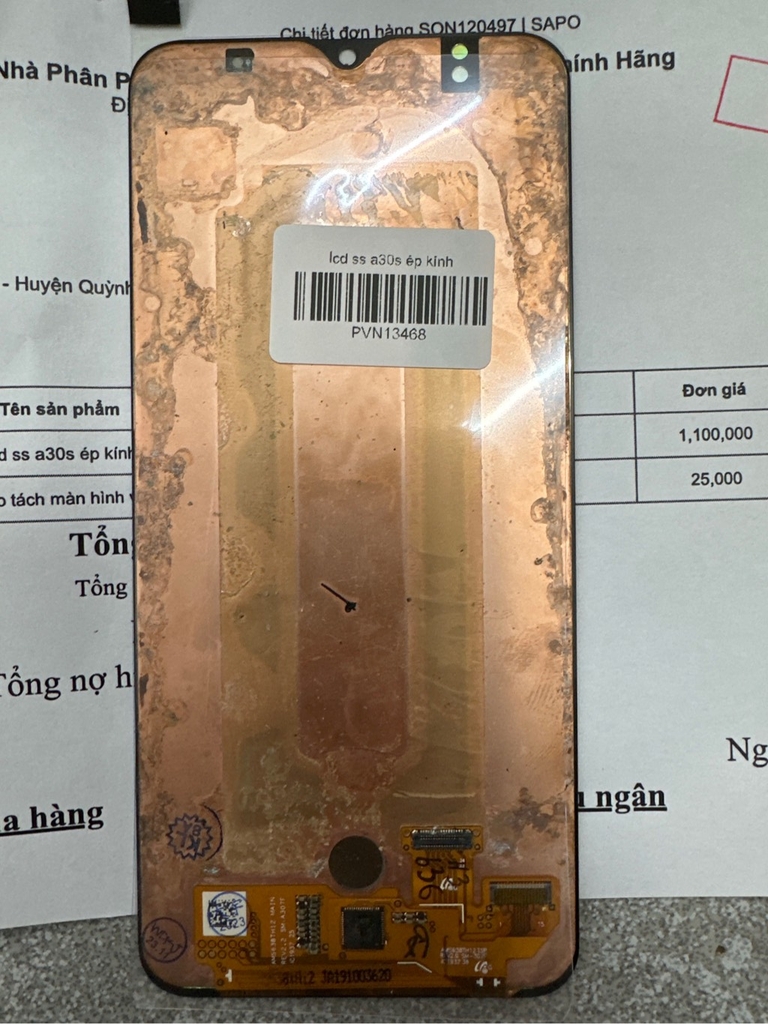 Chi tiết đơn hàng SON120497 | SAPO
Nhà Phân P
ính Hãng
Đ
- Huyện Quỳnh
lcd ss a30s ép kính
PVN13468
Tên sản phẩm
Đơn giá
d ss a30s ép kính
1,100,000
o tách màn hình
25,000
Tổn
Tổng
Tổng nợ h
Ng
a hàng
u ngân
JA191003620